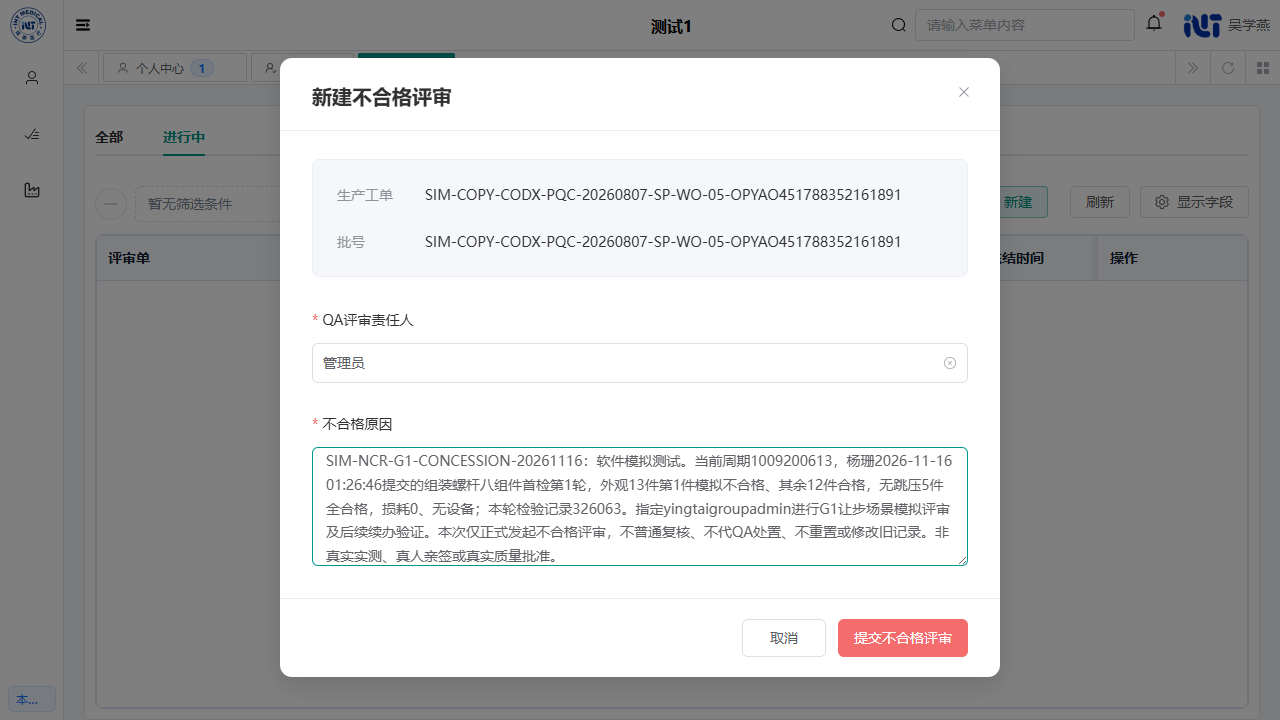 测试1
请输入菜单内容
吴学燕
个人中心 1
全部
进行中
暂无筛选条件
新建
刷新
显示字段
评审单
结时间
操作
本...
新建不合格评审
生产工单 SIM-COPY-CODX-PQC-20260807-SP-WO-05-OPYAO451788352161891
批号 SIM-COPY-CODX-PQC-20260807-SP-WO-05-OPYAO451788352161891
* QA评审责任人
管理员
* 不合格原因
SIM-NCR-G1-CONCESSION-20261116：软件模拟测试。当前周期1009200613，杨珊2026-11-16
01:26:46提交的组装螺杆八组件首检第1轮，外观13件第1件模拟不合格、其余12件合格，无跳压5件
全合格，损耗0、无设备；本轮检验记录326063。指定yingtaigroupadmin进行G1让步场景模拟评审
及后续续办验证。本次仅正式发起不合格评审，不普通复核、不代QA处置、不重置或修改旧记录。非
真实实测、真人亲签或真实质量批准。
取消
提交不合格评审